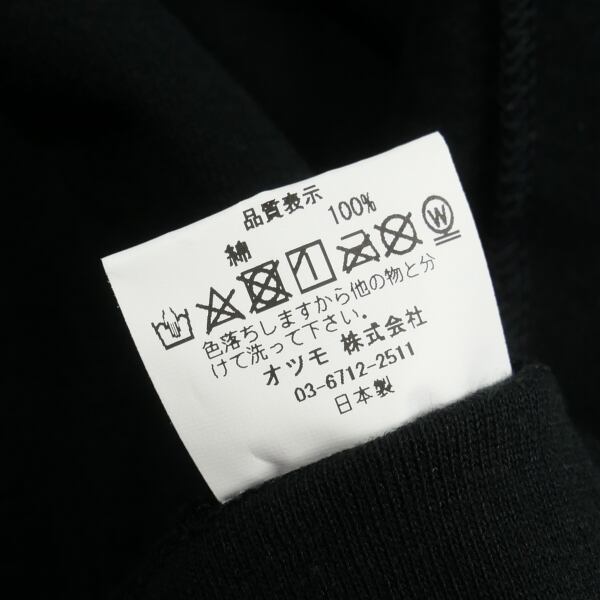 品質表示
綿 100%
W
色落ちしますから他の物と分
けて洗って下さい.
オツモ 株式会社
03-6712-2511
日本製